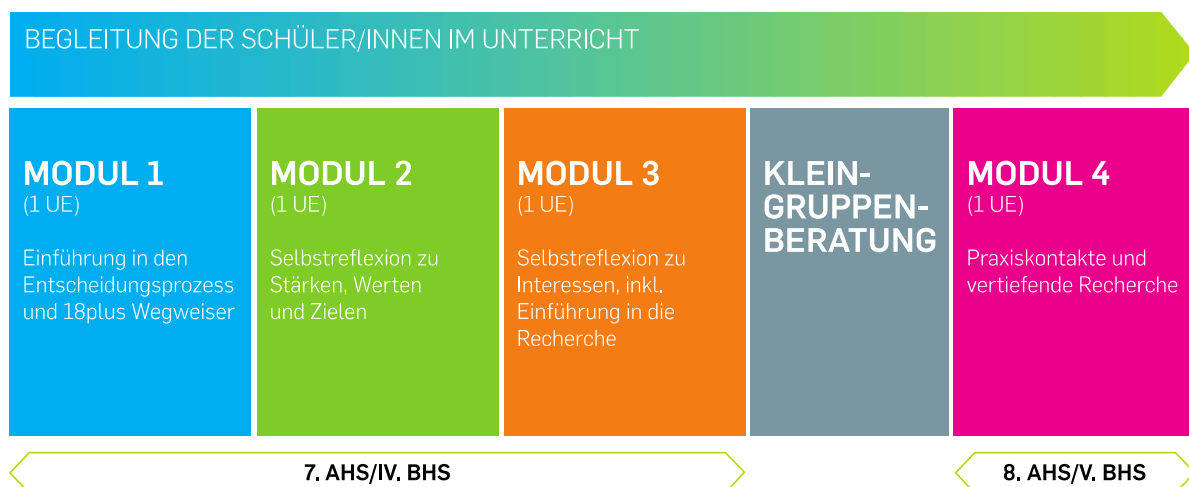 BEGLEITUNG DER SCHÜLER/INNEN IM UNTERRICHT
MODUL 1
(1 UE)
Einführung in den
Entscheidungsprozess
und 18plus Wegweiser
MODUL 2
(1 UE)
Selbstreflexion zu
Stärken, Werten
und Zielen
MODUL 3
(1 UE)
Selbstreflexion zu
Interessen, inkl.
Einführung in die
Recherche
KLEIN-
GRUPPEN-
BERATUNG
MODUL 4
(1 UE)
Praxiskontakte und
vertiefende Recherche
7. AHS/IV. BHS
8. AHS/V. BHS